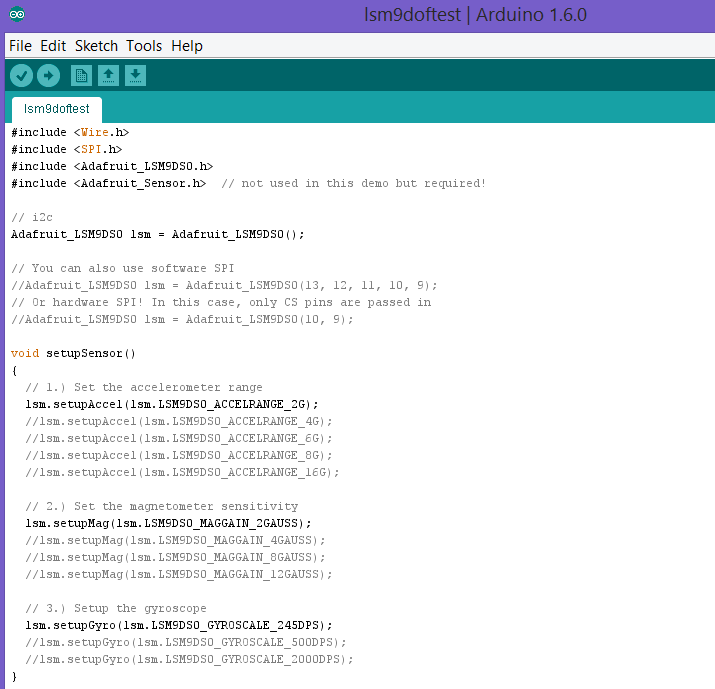 lsm9doftest | Arduino 1.6.0
File Edit Sketch Tools Help
lsm9doftest
#include <Wire.h>
#include <SPI.h>
#include <Adafruit_LSM9DS0.h>
#include <Adafruit_Sensor.h>  // not used in this demo but required!
// i2c
Adafruit_LSM9DS0 lsm = Adafruit_LSM9DS0();
// You can also use software SPI
//Adafruit_LSM9DS0 lsm = Adafruit_LSM9DS0(13, 12, 11, 10, 9);
// Or hardware SPI! In this case, only CS pins are passed in
//Adafruit_LSM9DS0 lsm = Adafruit_LSM9DS0(10, 9);
void setupSensor()
{
  // 1.) Set the accelerometer range
  lsm.setupAccel(lsm.LSM9DS0_ACCELRANGE_2G);
  //lsm.setupAccel(lsm.LSM9DS0_ACCELRANGE_4G);
  //lsm.setupAccel(lsm.LSM9DS0_ACCELRANGE_6G);
  //lsm.setupAccel(lsm.LSM9DS0_ACCELRANGE_8G);
  //lsm.setupAccel(lsm.LSM9DS0_ACCELRANGE_16G);
  // 2.) Set the magnetometer sensitivity
  lsm.setupMag(lsm.LSM9DS0_MAGGAIN_2GAUSS);
  //lsm.setupMag(lsm.LSM9DS0_MAGGAIN_4GAUSS);
  //lsm.setupMag(lsm.LSM9DS0_MAGGAIN_8GAUSS);
  //lsm.setupMag(lsm.LSM9DS0_MAGGAIN_12GAUSS);
  // 3.) Setup the gyroscope
  lsm.setupGyro(lsm.LSM9DS0_GYROSCALE_245DPS);
  //lsm.setupGyro(lsm.LSM9DS0_GYROSCALE_500DPS);
  //lsm.setupGyro(lsm.LSM9DS0_GYROSCALE_2000DPS);
}